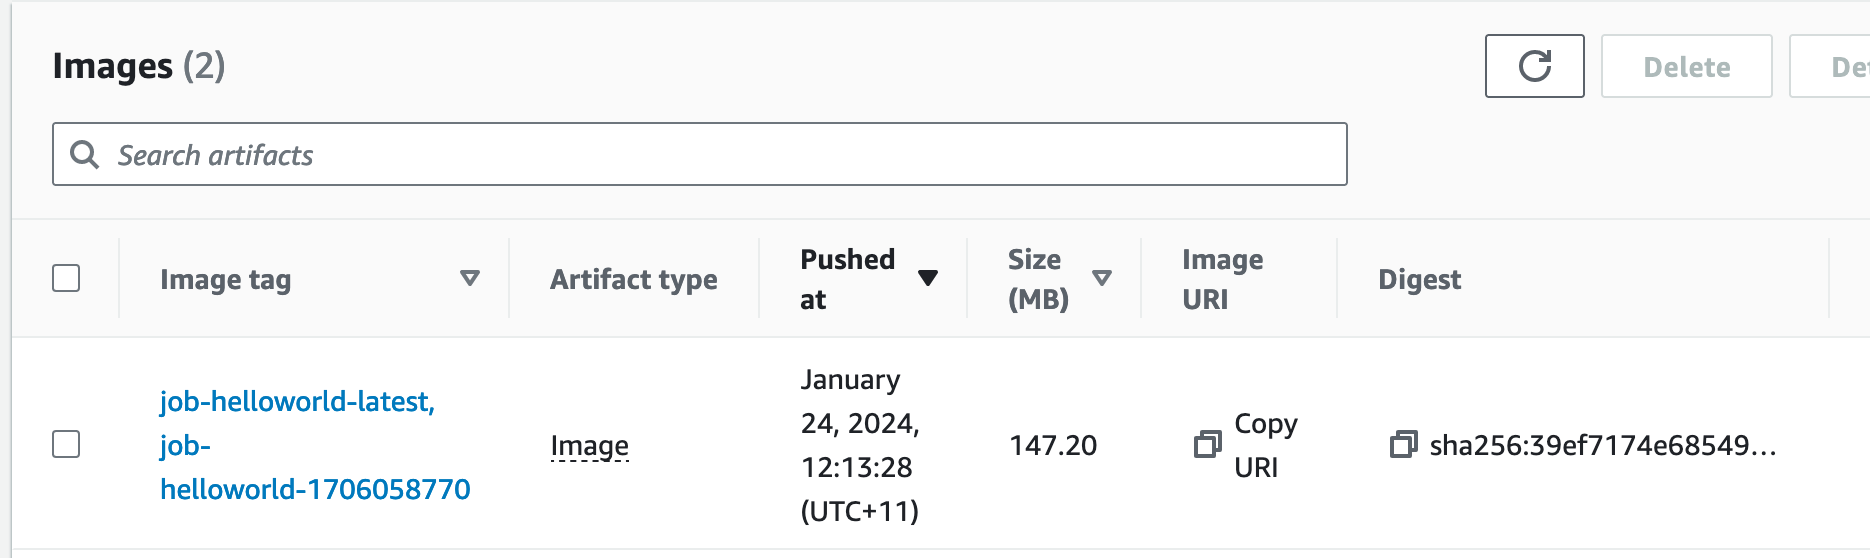 Images (2)
Delete
Search artifacts
Image tag
Artifact type
Pushed
at
Size
(MB)
Image
URI
Digest
job-helloworld-latest,
job-
helloworld-1706058770
Image
January
24, 2024,
12:13:28
(UTC+11)
147.20
Copy
URI
sha256:39ef7174e68549...